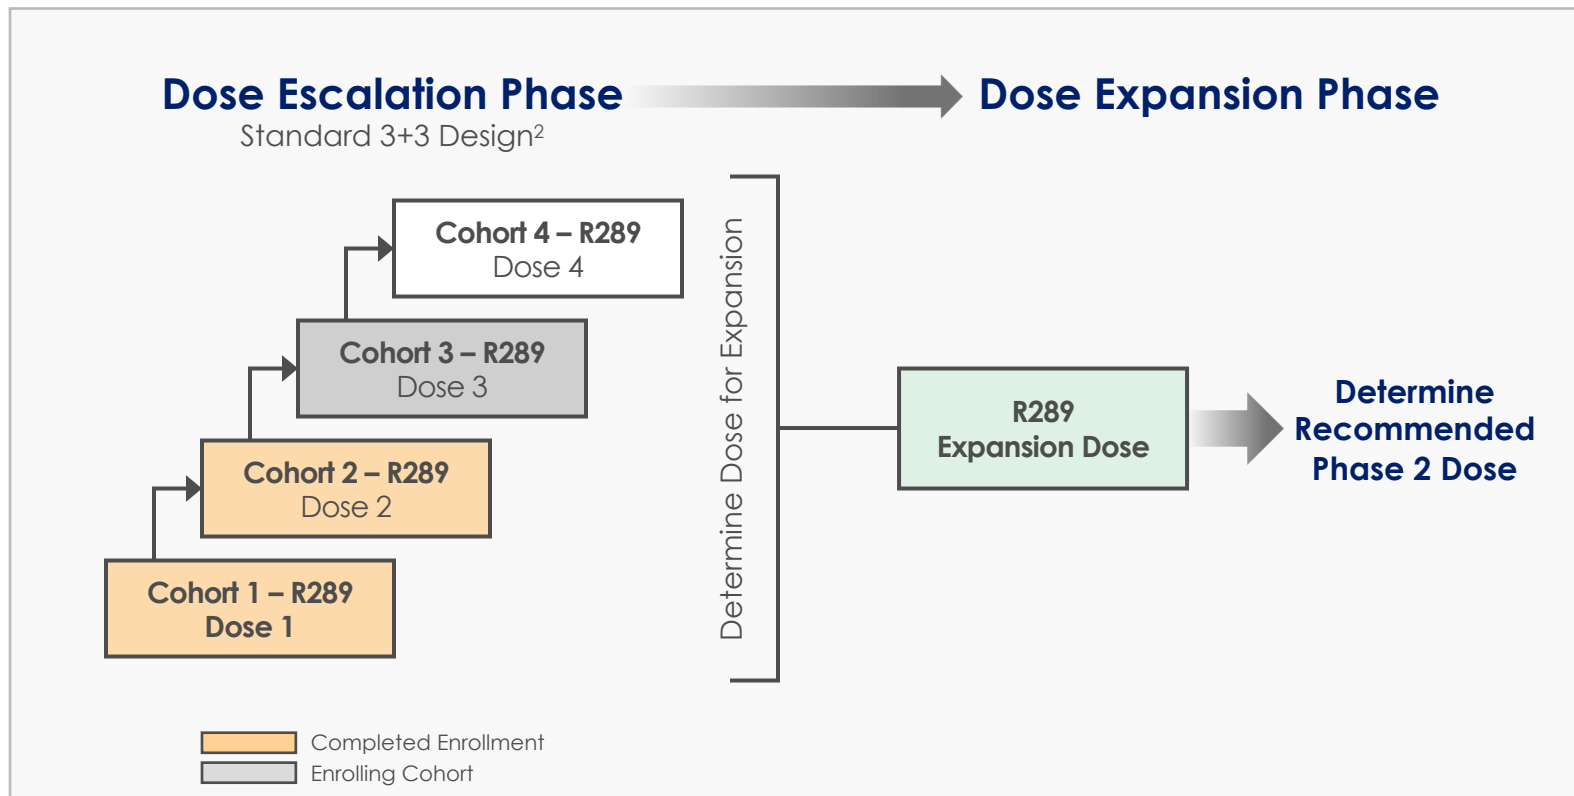 Dose Escalation Phase
Standard 3+3 Design²
Dose Expansion Phase
Cohort 4 – R289
Dose 4
Cohort 3 – R289
Dose 3
Cohort 2 – R289
Dose 2
Cohort 1 – R289
Dose 1
Determine Dose for Expansion
R289
Expansion Dose
Determine
Recommended
Phase 2 Dose
Completed Enrollment
Enrolling Cohort